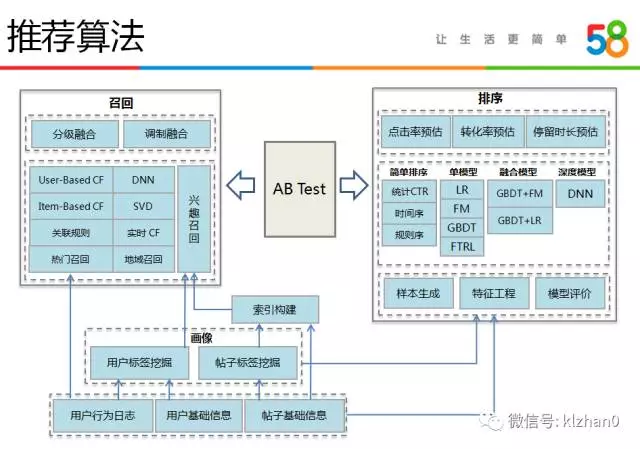 推荐算法
让生活更简单
58
召回
分级融合
调制融合
User-Based CF
DNN
Item-Based CF
SVD
关联规则
实时 CF
热门召回
地域召回
兴趣召回
AB Test
排序
点击率预估
转化率预估
停留时长预估
简单排序
单模型
融合模型
深度模型
统计CTR
时间序
规则序
LR
FM
GBDT
FTRL
GBDT+FM
GBDT+LR
DNN
样本生成
特征工程
模型评价
索引构建
画像
用户标签挖掘
帖子标签挖掘
用户行为日志
用户基础信息
帖子基础信息
微信号: klzhan0